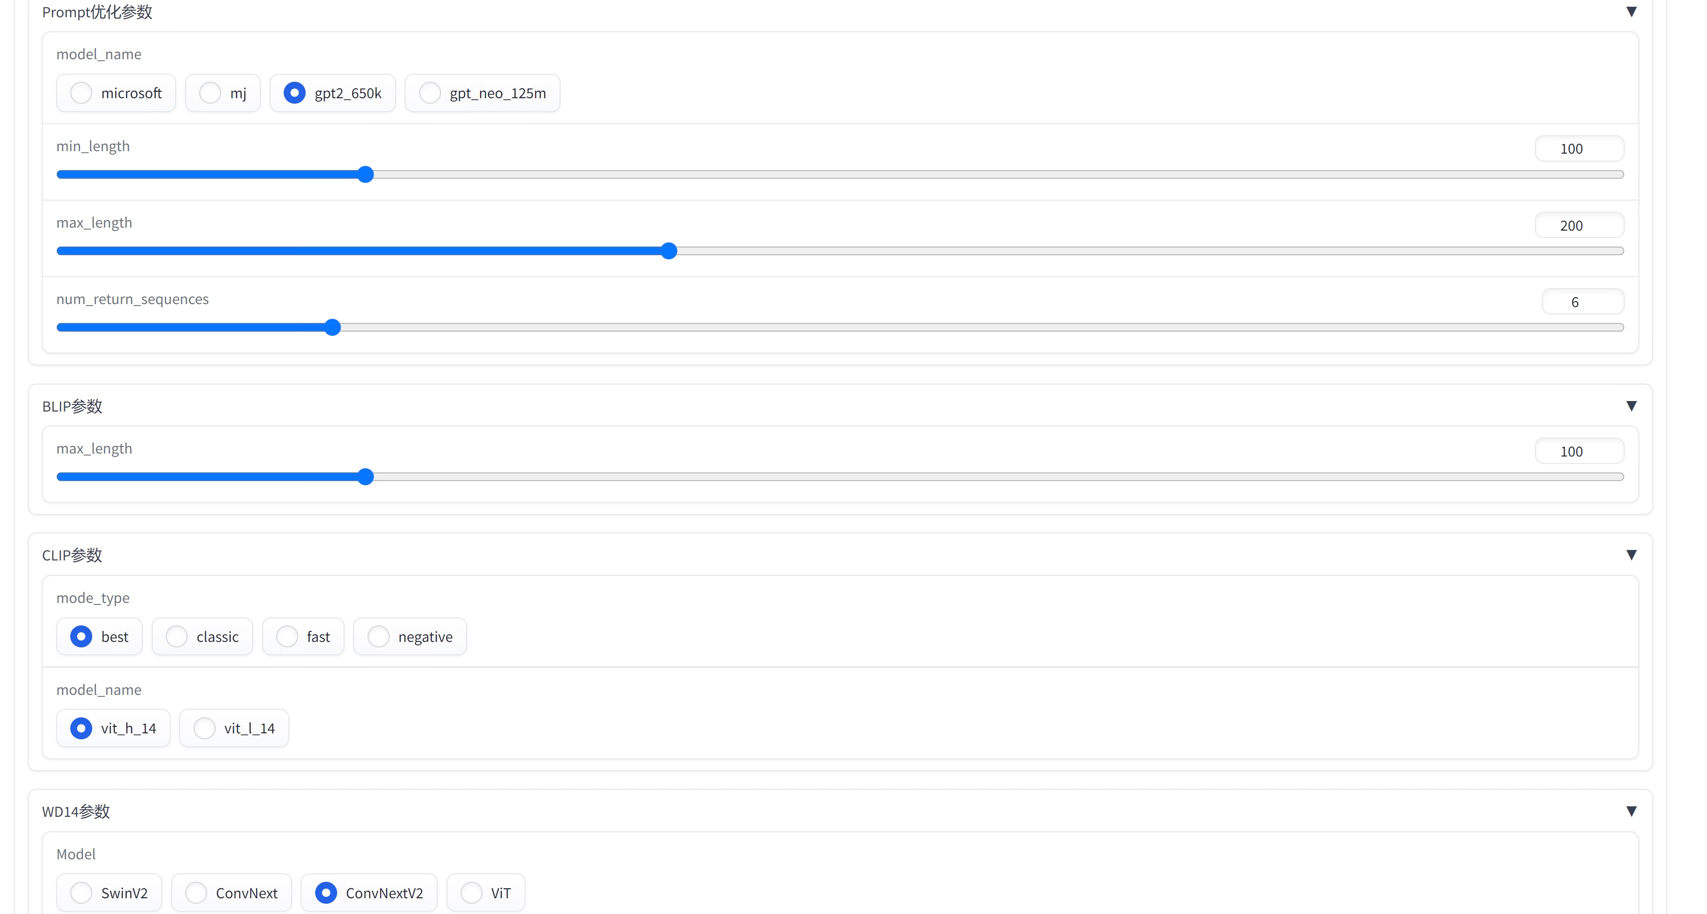 Prompt优化参数 ▼
model_name
microsoft mj gpt2_650k gpt_neo_125m
min_length 100
max_length 200
num_return_sequences 6
BLIP参数 ▼
max_length 100
CLIP参数 ▼
mode_type
best classic fast negative
model_name
vit_h_14 vit_l_14
WD14参数 ▼
Model
SwinV2 ConvNext ConvNextV2 ViT